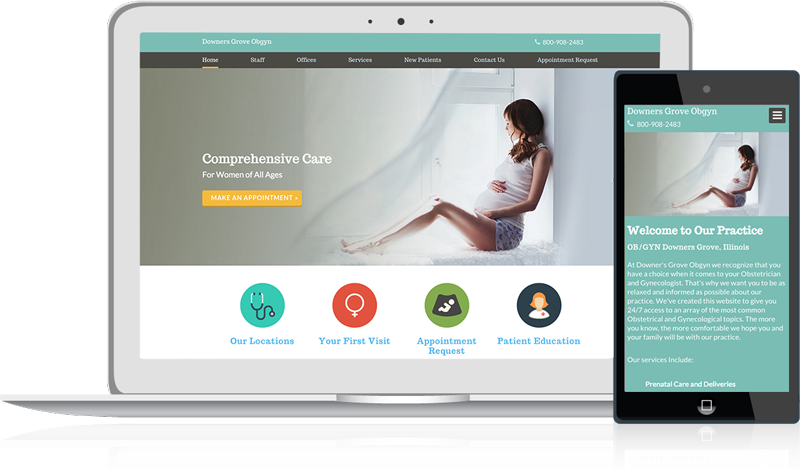 Downers Grove Obgyn
800-908-2483
Home Staff Offices Services New Patients Contact Us Appointment Request
Comprehensive Care
For Women of All Ages
MAKE AN APPOINTMENT >
Our Locations
Your First Visit
Appointment
Request
Patient Education
Downers Grove Obgyn
800-908-2483
Welcome to Our Practice
OB/GYN Downers Grove, Illinois
At Downer's Grove Obgyn we recognize that you
have a choice when it comes to your Obstetrician
and Gynecologist. That's why we want you to be as
relaxed and informed as possible about our
practice. We've created this website to give you
24/7 access to an array of the most common
Obstetrical and Gynecological topics. The more
you know, the more comfortable we hope you and
your family will be with our practice.
Our services Include:
Prenatal Care and Deliveries